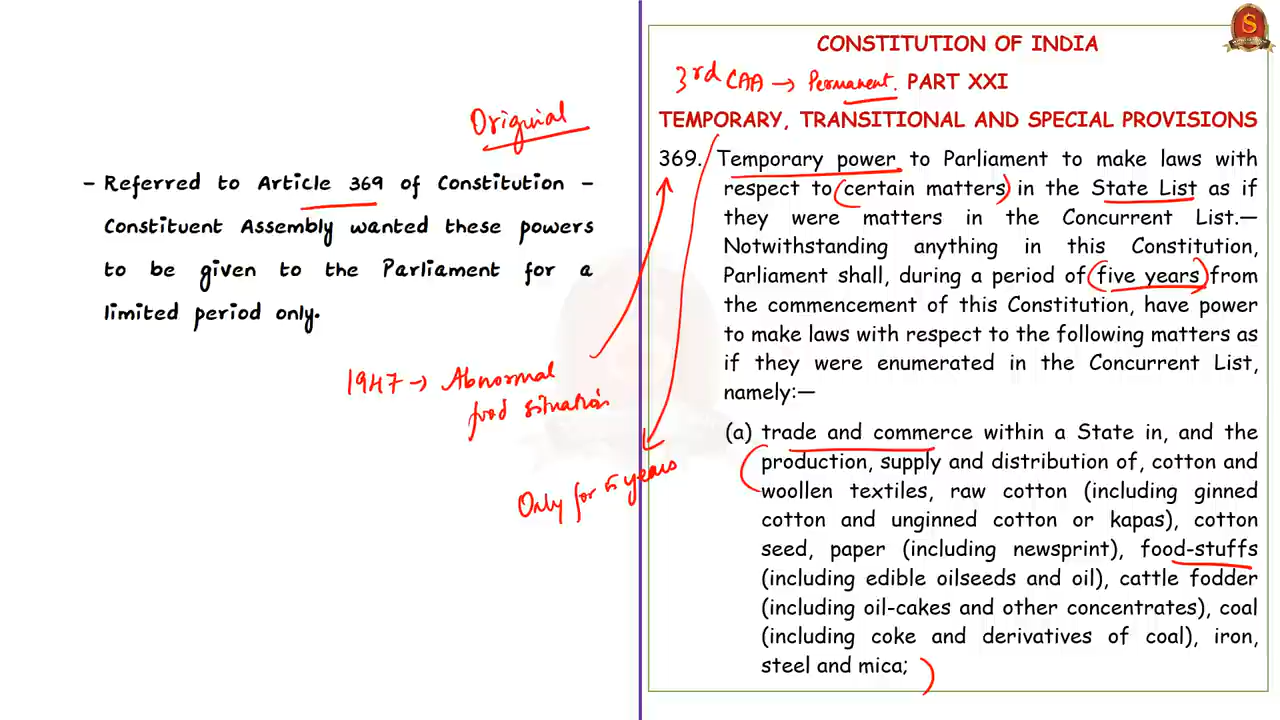 Original
- Referred to Article 369 of Constitution -
Constituent Assembly wanted these powers
to be given to the Parliament for a
limited period only.
1947 → Abnormal
food situation
Only for 5 years
S
CONSTITUTION OF INDIA
3rd CAA → Permanent. PART XXI
TEMPORARY, TRANSITIONAL AND SPECIAL PROVISIONS
369. Temporary power to Parliament to make laws with
respect to certain matters in the State List as if
they were matters in the Concurrent List.—
Notwithstanding anything in this Constitution,
Parliament shall, during a period of five years from
the commencement of this Constitution, have power
to make laws with respect to the following matters as
if they were enumerated in the Concurrent List,
namely:—
(a) trade and commerce within a State in, and the
production, supply and distribution of, cotton and
woollen textiles, raw cotton (including ginned
cotton and unginned cotton or kapas), cotton
seed, paper (including newsprint), food-stuffs
(including edible oilseeds and oil), cattle fodder
(including oil-cakes and other concentrates), coal
(including coke and derivatives of coal), iron,
steel and mica;